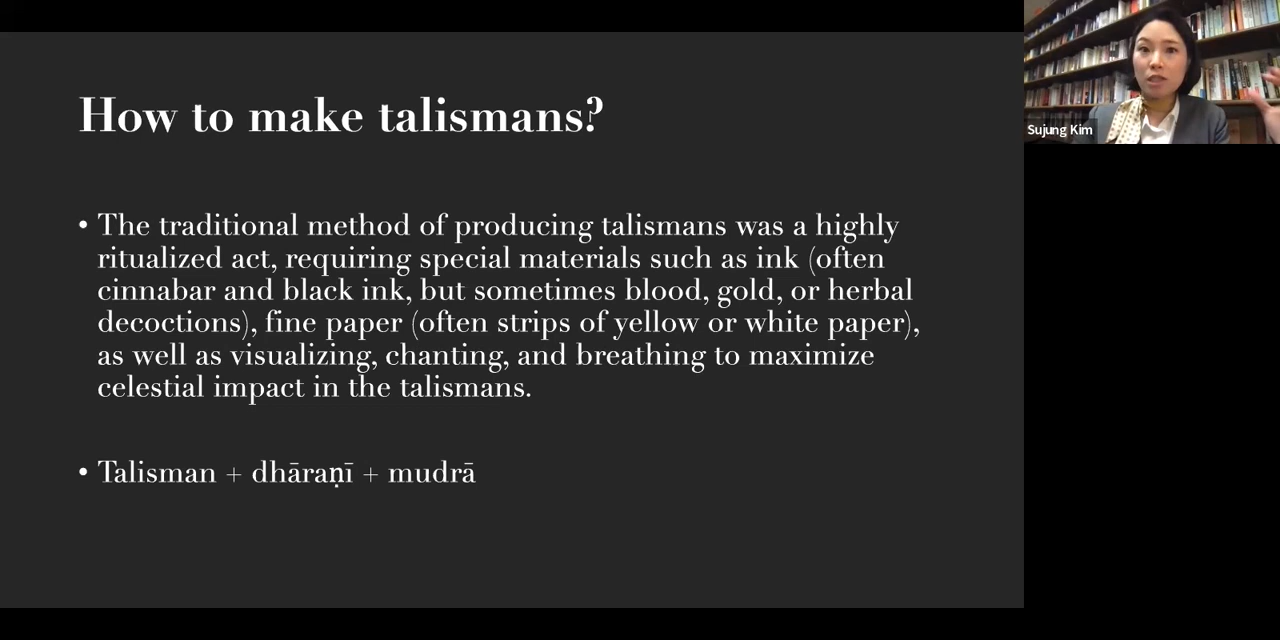 How to make talismans?
• The traditional method of producing talismans was a highly
ritualized act, requiring special materials such as ink (often
cinnabar and black ink, but sometimes blood, gold, or herbal
decoctions), fine paper (often strips of yellow or white paper),
as well as visualizing, chanting, and breathing to maximize
celestial impact in the talismans.
• Talisman + dhāraṇī + mudrā
Sujung Kim